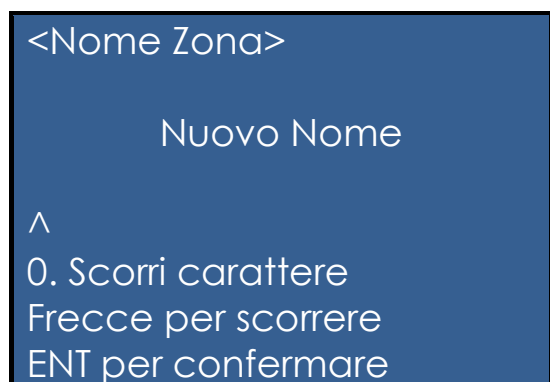 <Nome Zona>
Nuovo Nome
^
0. Scorri carattere
Frecce per scorrere
ENT per confermare